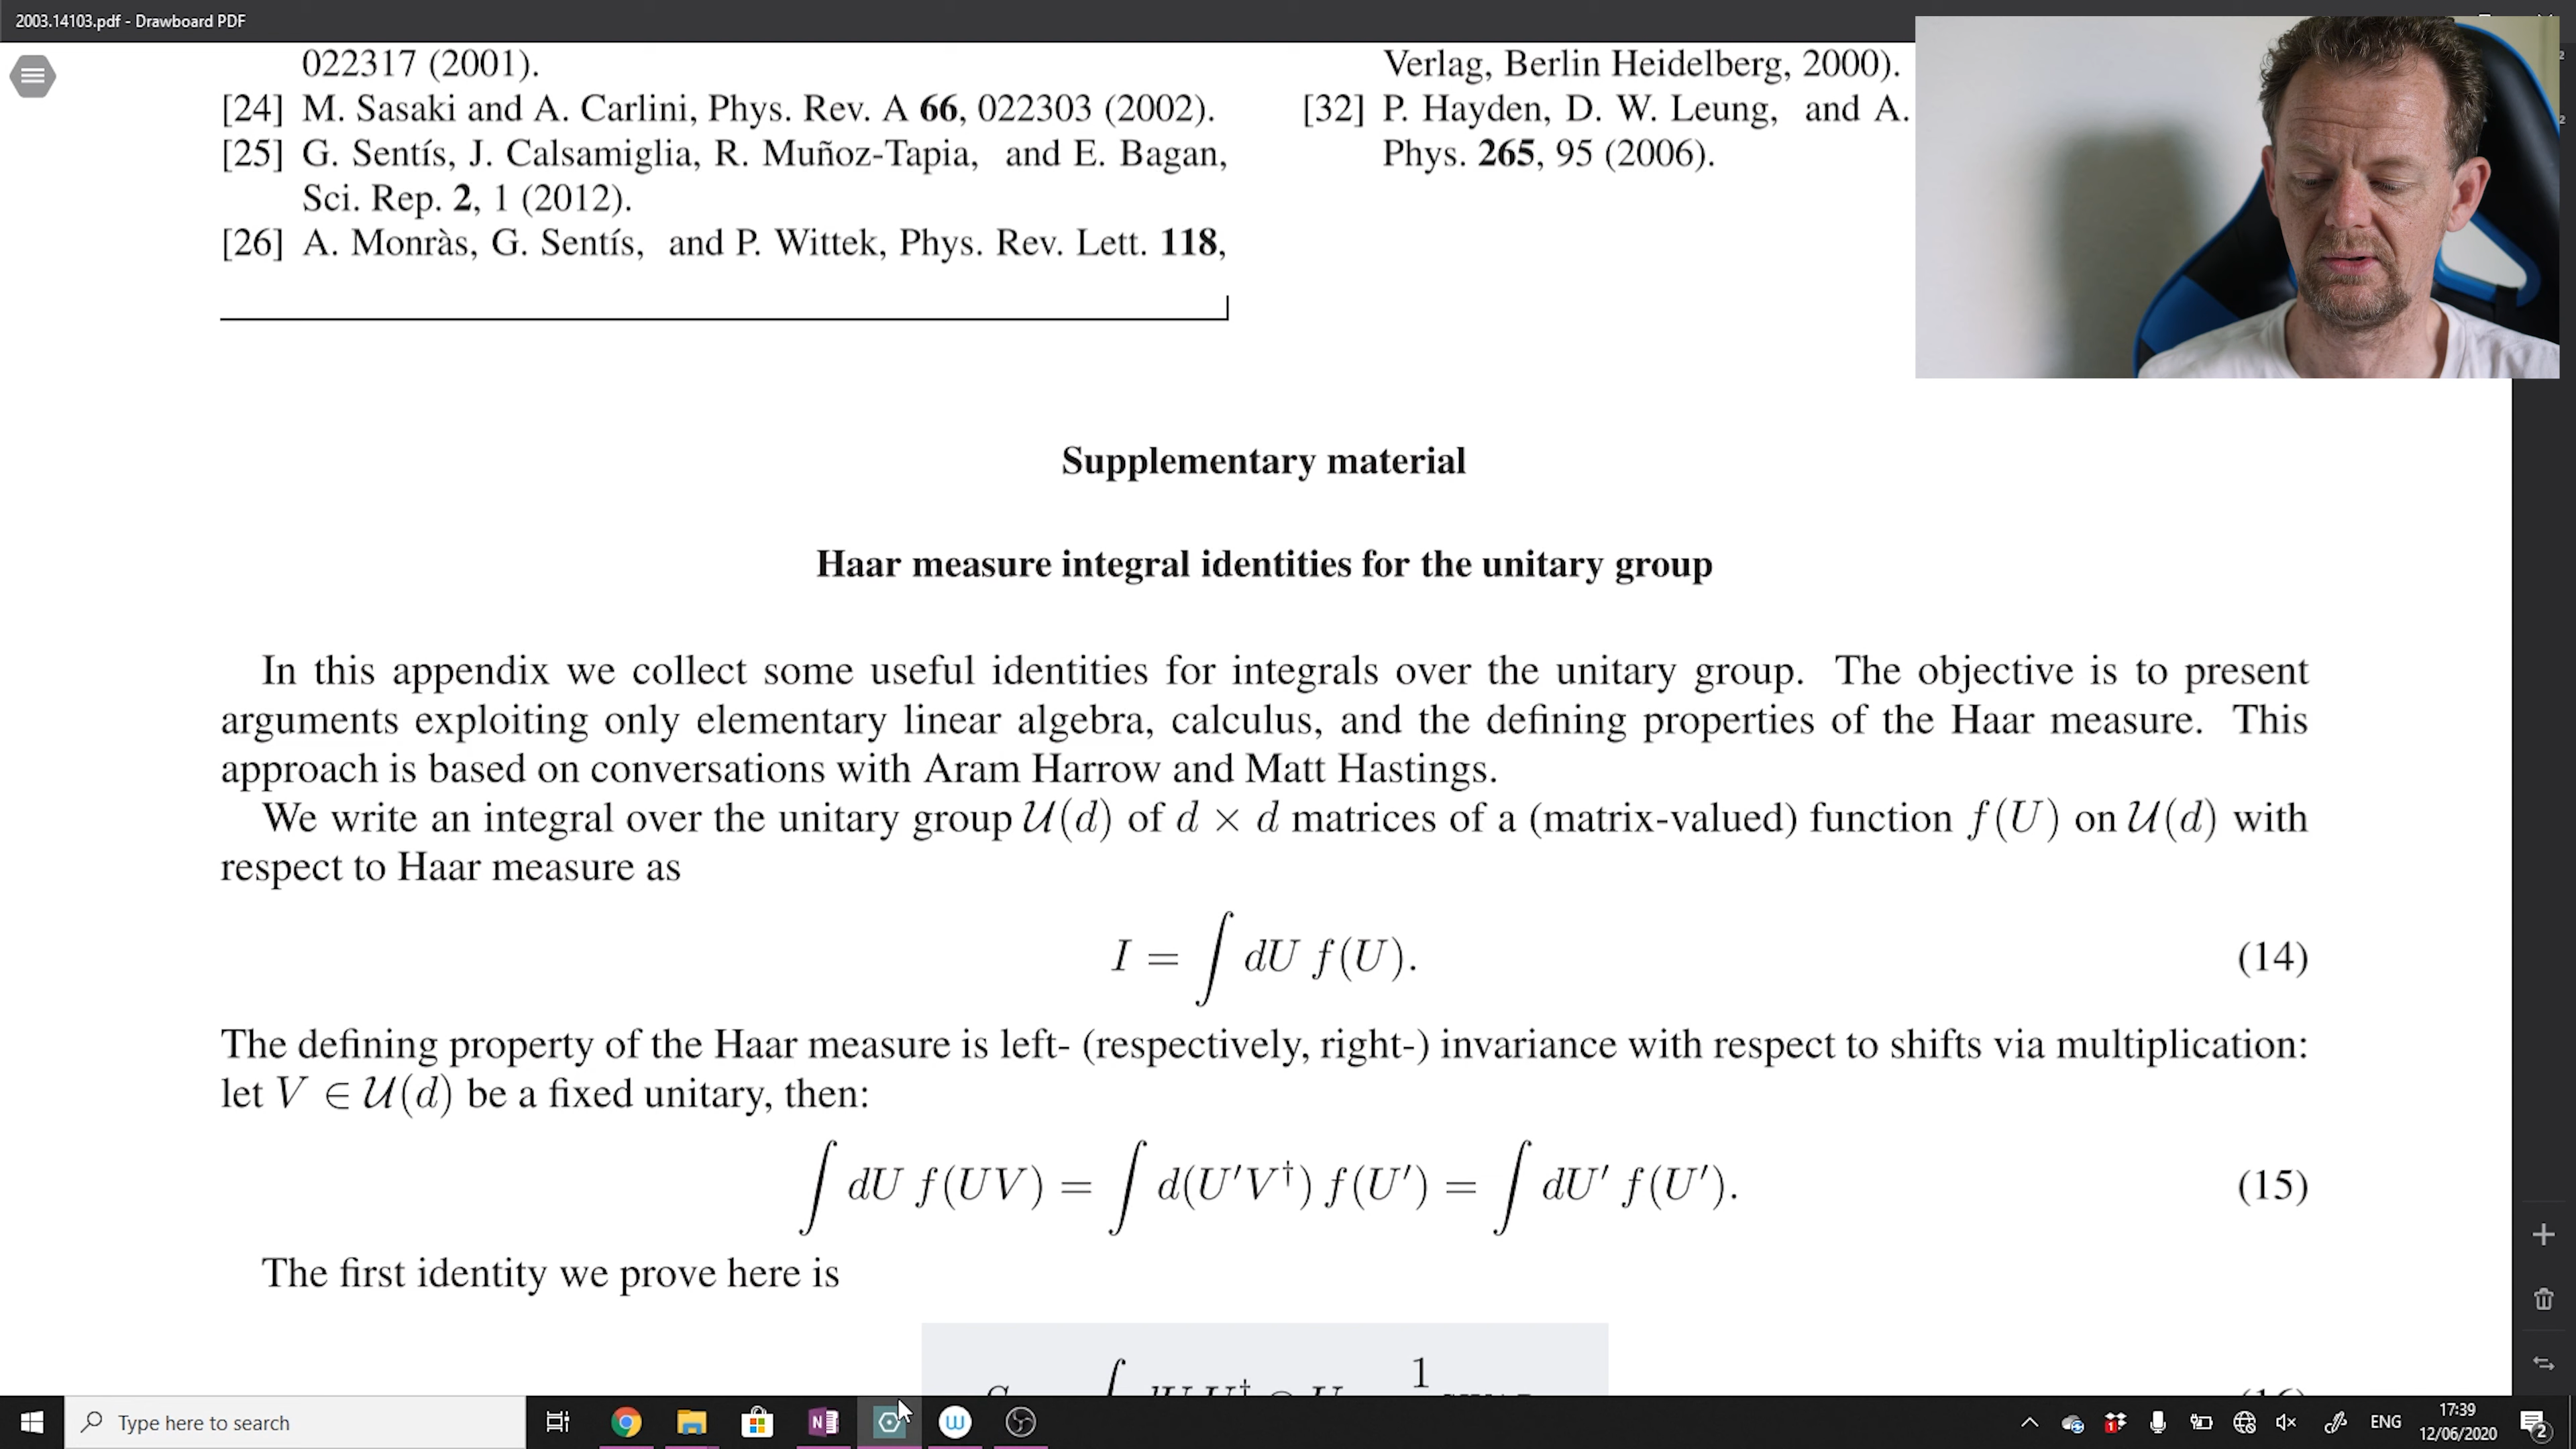 2003.14103.pdf - Drawboard PDF
022317 (2001).
[24] M. Sasaki and A. Carlini, Phys. Rev. A 66, 022303 (2002).
[25] G. Sentís, J. Calsamiglia, R. Muñoz-Tapia, and E. Bagan,
Sci. Rep. 2, 1 (2012).
[26] A. Monràs, G. Sentís, and P. Wittek, Phys. Rev. Lett. 118,
Verlag, Berlin Heidelberg, 2000).
[32] P. Hayden, D. W. Leung, and A.
Phys. 265, 95 (2006).
Supplementary material
Haar measure integral identities for the unitary group
In this appendix we collect some useful identities for integrals over the unitary group. The objective is to present
arguments exploiting only elementary linear algebra, calculus, and the defining properties of the Haar measure. This
approach is based on conversations with Aram Harrow and Matt Hastings.
We write an integral over the unitary group 𝒰(d) of d × d matrices of a (matrix-valued) function f(U) on 𝒰(d) with
respect to Haar measure as
I = ∫ dU f(U). (14)
The defining property of the Haar measure is left- (respectively, right-) invariance with respect to shifts via multiplication:
let V ∈ 𝒰(d) be a fixed unitary, then:
∫ dU f(UV) = ∫ d(U′V†) f(U′) = ∫ dU′ f(U′). (15)
The first identity we prove here is
Type here to search
ENG
17:39
12/06/2020